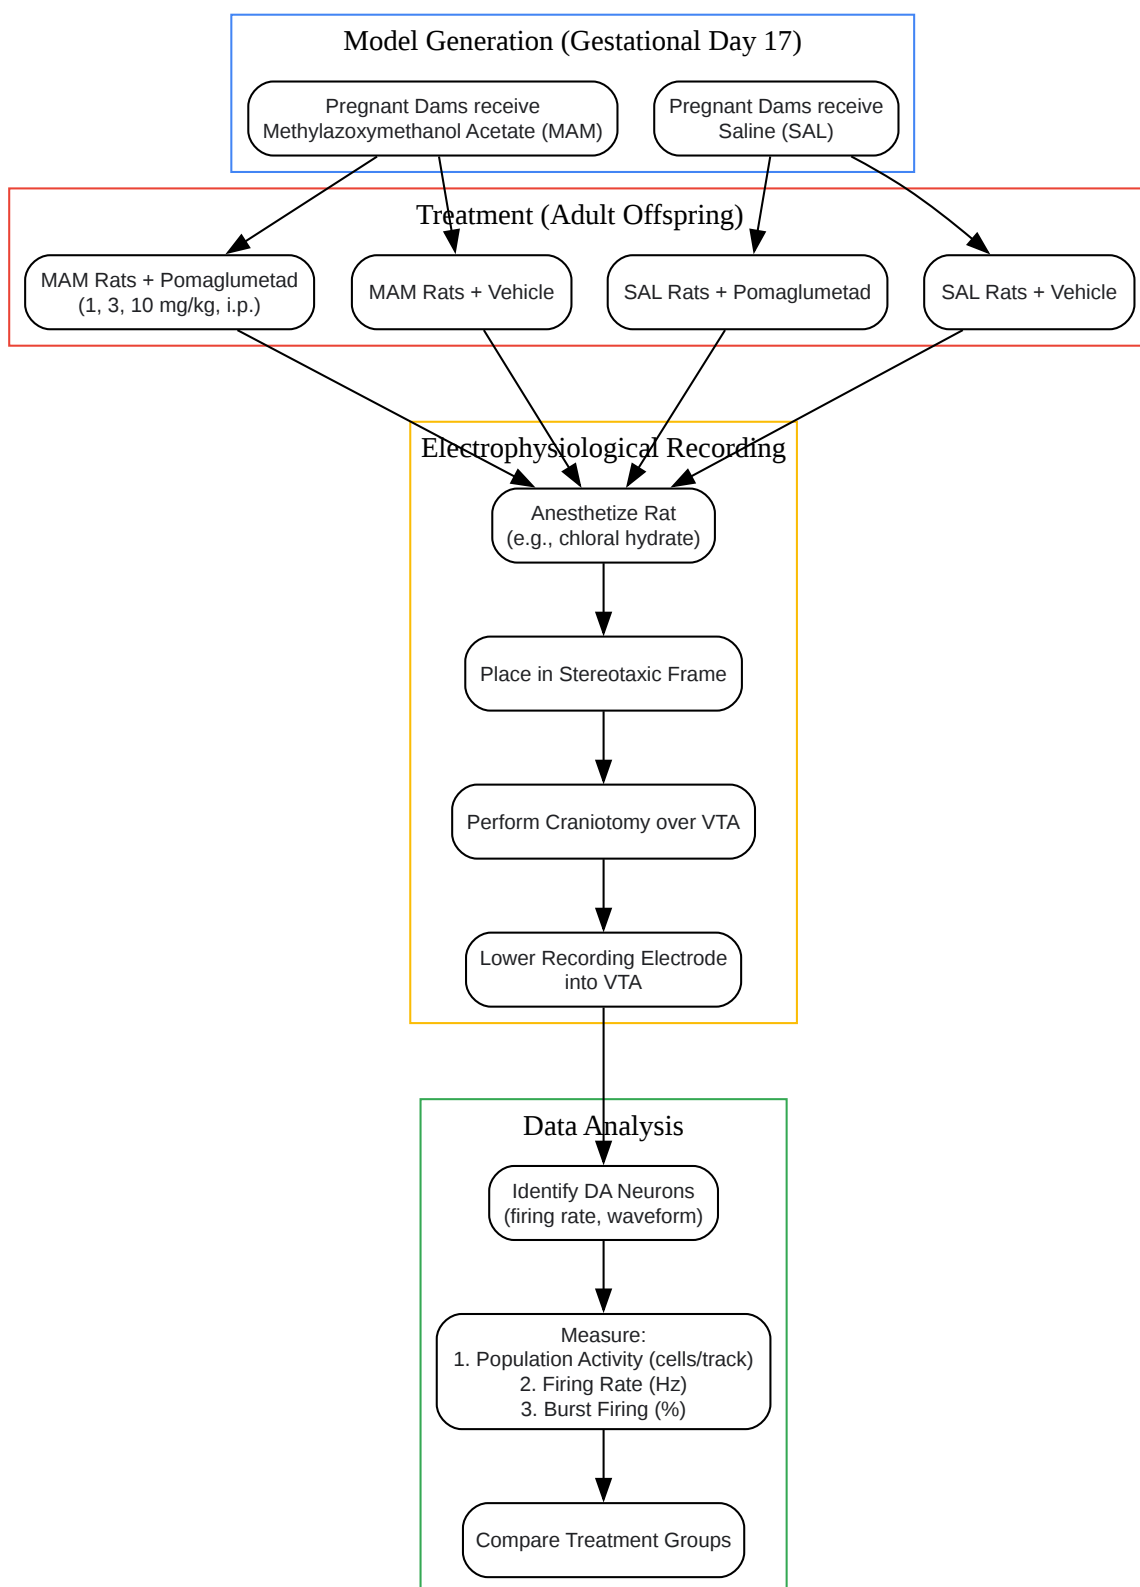 Model Generation (Gestational Day 17)
Pregnant Dams receive
Methylazoxymethanol Acetate (MAM)
Pregnant Dams receive
Saline (SAL)
Treatment (Adult Offspring)
MAM Rats + Pomaglumetad
(1, 3, 10 mg/kg, i.p.)
MAM Rats + Vehicle
SAL Rats + Pomaglumetad
SAL Rats + Vehicle
Electrophysiological Recording
Anesthetize Rat
(e.g., chloral hydrate)
Place in Stereotaxic Frame
Perform Craniotomy over VTA
Lower Recording Electrode
into VTA
Data Analysis
Identify DA Neurons
(firing rate, waveform)
Measure:
1. Population Activity (cells/track)
2. Firing Rate (Hz)
3. Burst Firing (%)
Compare Treatment Groups